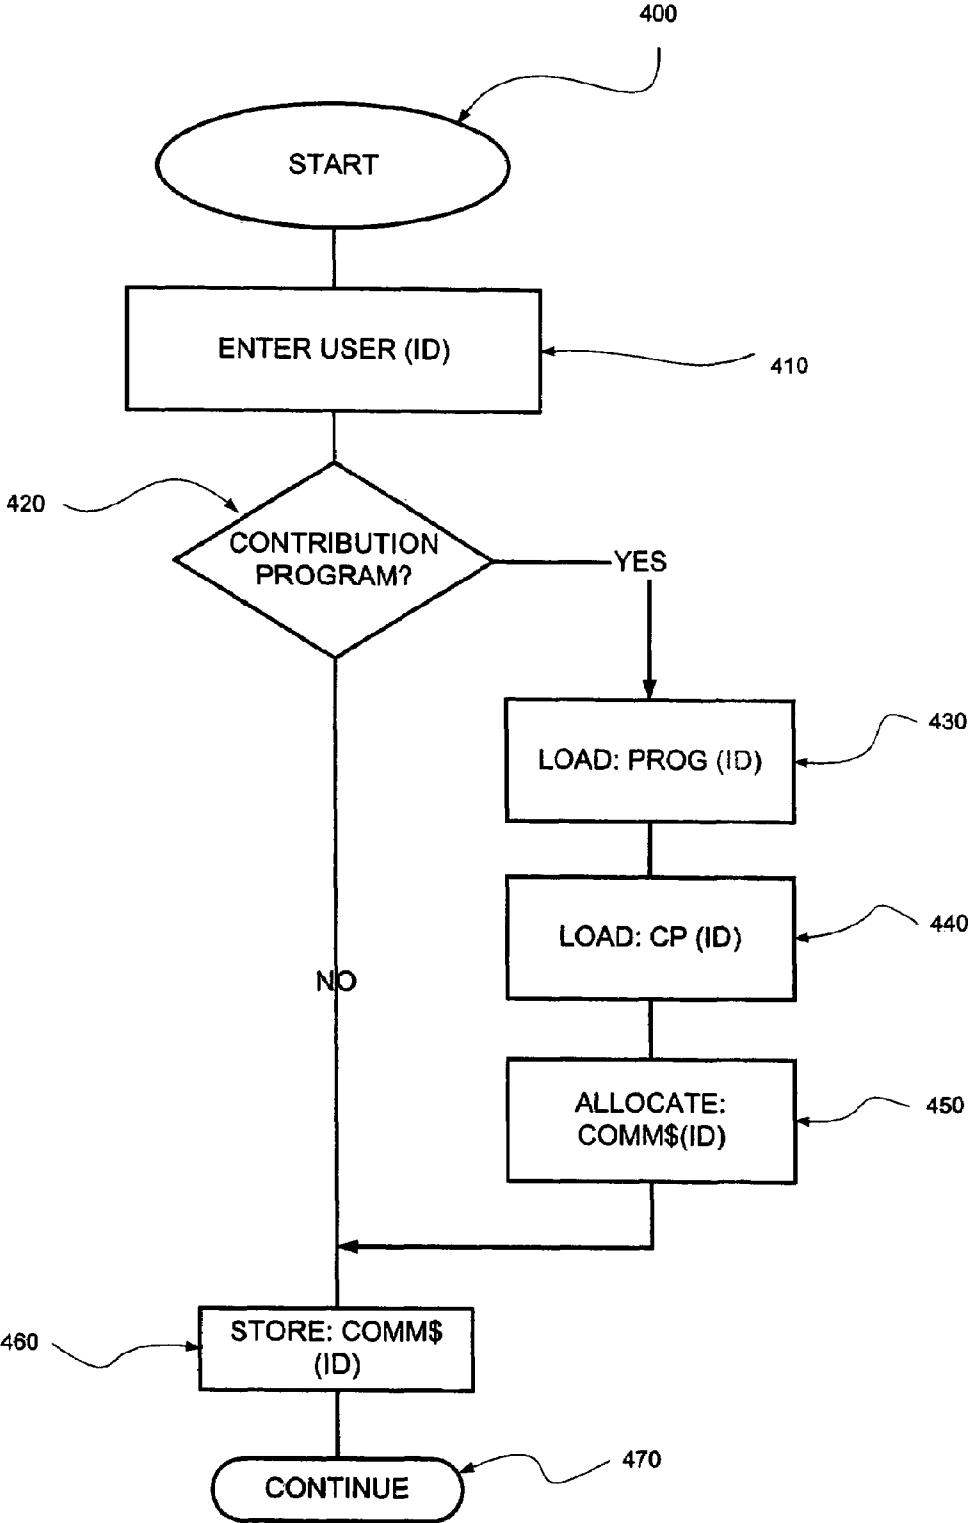 400
START
ENTER USER (ID)
410
420
CONTRIBUTION
PROGRAM?
YES
LOAD: PROG (ID)
430
LOAD: CP (ID)
440
NO
ALLOCATE:
COMM$(ID)
450
STORE: COMM$
(ID)
460
CONTINUE
470